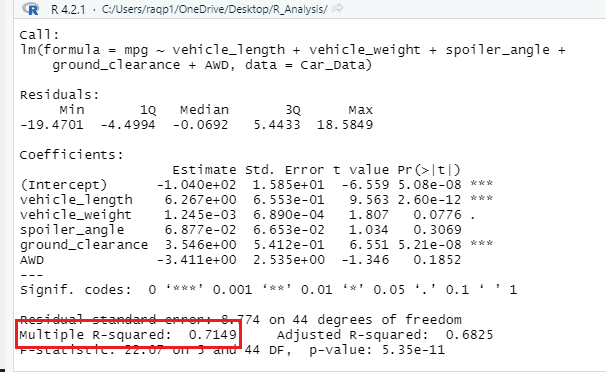 R 4.2.1 · C:/Users/raqp1/OneDrive/Desktop/R_Analysis/
Call:
lm(formula = mpg ~ vehicle_length + vehicle_weight + spoiler_angle +
    ground_clearance + AWD, data = Car_Data)
Residuals:
     Min       1Q   Median       3Q      Max
-19.4701  -4.4994  -0.0692   5.4433  18.5849
Coefficients:
                   Estimate Std. Error t value Pr(>|t|)
(Intercept)      -1.040e+02  1.585e+01  -6.559 5.08e-08 ***
vehicle_length    6.267e+00  6.553e-01   9.563 2.60e-12 ***
vehicle_weight    1.245e-03  6.890e-04   1.807   0.0776 .
spoiler_angle     6.877e-02  6.653e-02   1.034   0.3069
ground_clearance  3.546e+00  5.412e-01   6.551 5.21e-08 ***
AWD              -3.411e+00  2.535e+00  -1.346   0.1852
---
Signif. codes:  0 ‘***’ 0.001 ‘**’ 0.01 ‘*’ 0.05 ‘.’ 0.1 ‘ ’ 1
Residual standard error: 8.774 on 44 degrees of freedom
Multiple R-squared:  0.7149     Adjusted R-squared:  0.6825
F-statistic: 22.07 on 5 and 44 DF,  p-value: 5.35e-11